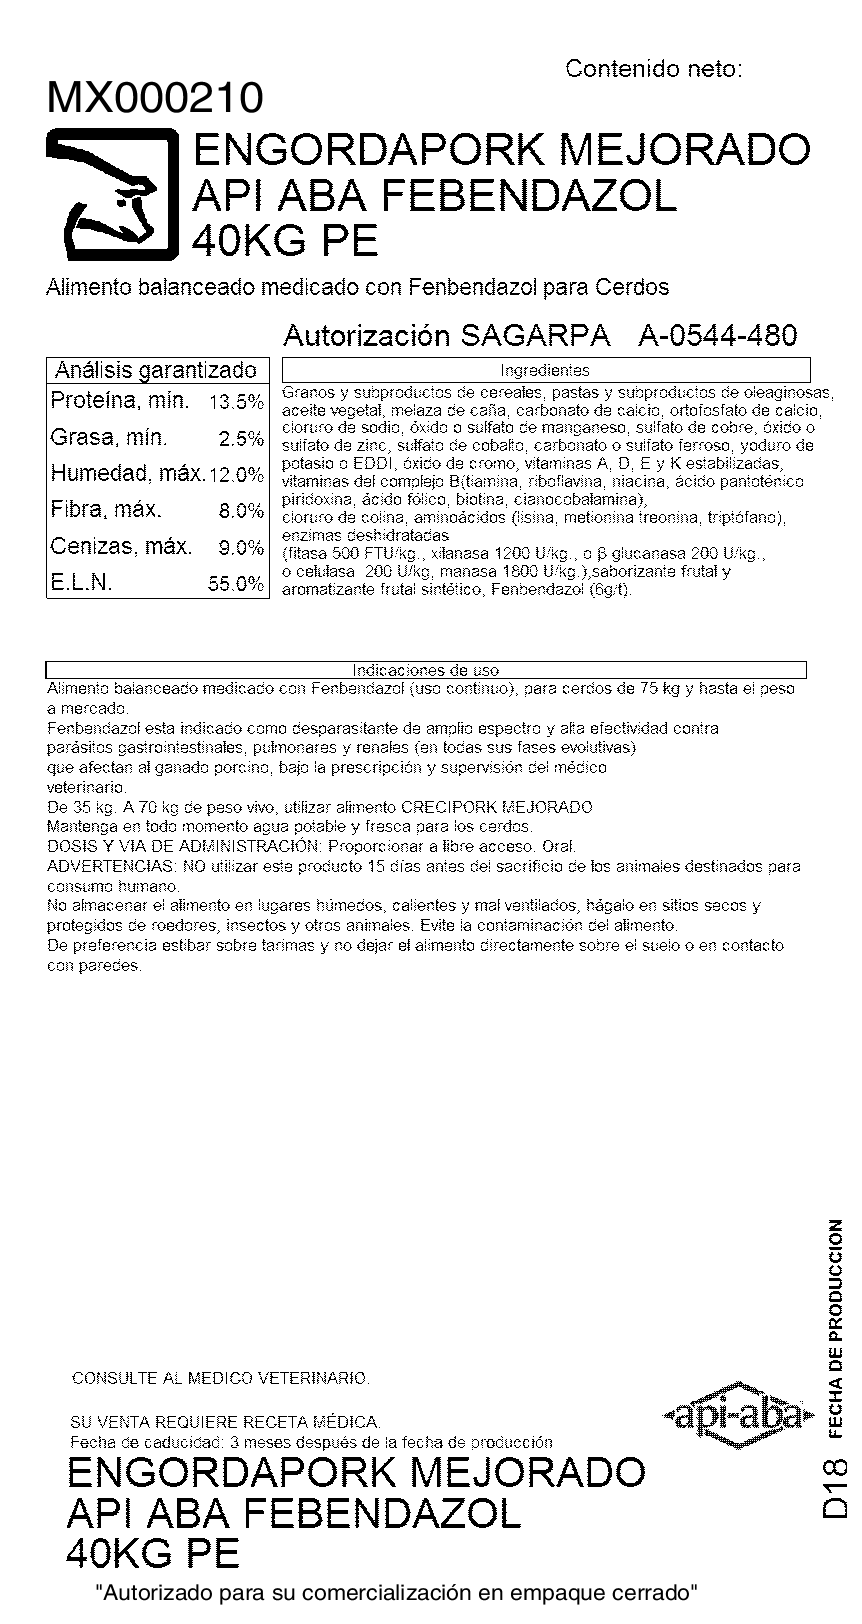 Contenido neto:
MX000210
ENGORDAPORK MEJORADO
API ABA FEBENDAZOL
40KG PE
Alimento balanceado medicado con Fenbendazol para Cerdos
Autorización SAGARPA A-0544-480
Análisis garantizado
Proteína, mín. 13.5%
Grasa, mín. 2.5%
Humedad, máx. 12.0%
Fibra, máx. 8.0%
Cenizas, máx. 9.0%
E.L.N. 55.0%
Ingredientes
Granos y subproductos de cereales, pastas y subproductos de oleaginosas,
aceite vegetal, melaza de caña, carbonato de calcio, ortofosfato de calcio,
cloruro de sodio, óxido o sulfato de manganeso, sulfato de cobre, óxido o
sulfato de zinc, sulfato de cobalto, carbonato o sulfato ferroso, yoduro de
potasio o EDDI, óxido de cromo, vitaminas A, D, E y K estabilizadas,
vitaminas del complejo B(tiamina, riboflavina, niacina, ácido pantoténico
piridoxina, ácido fólico, biotina, cianocobalamina),
cloruro de colina, aminoácidos (lisina, metionina treonina, triptófano),
enzimas deshidratadas
(fitasa 500 FTU/kg., xilanasa 1200 U/kg., o β glucanasa 200 U/kg.,
o celulasa 200 U/kg, manasa 1800 U/kg.),saborizante frutal y
aromatizante frutal sintético, Fenbendazol (6g/t).
Indicaciones de uso
Alimento balanceado medicado con Fenbendazol (uso continuo), para cerdos de 75 kg y hasta el peso
a mercado.
Fenbendazol esta indicado como desparasitante de amplio espectro y alta efectividad contra
parásitos gastrointestinales, pulmonares y renales (en todas sus fases evolutivas)
que afectan al ganado porcino, bajo la prescripción y supervisión del médico
veterinario.
De 35 kg. A 70 kg de peso vivo, utilizar alimento CRECIPORK MEJORADO
Mantenga en todo momento agua potable y fresca para los cerdos.
DOSIS Y VIA DE ADMINISTRACIÓN: Proporcionar a libre acceso. Oral.
ADVERTENCIAS: NO utilizar este producto 15 días antes del sacrificio de los animales destinados para
consumo humano.
No almacenar el alimento en lugares húmedos, calientes y mal ventilados, hágalo en sitios secos y
protegidos de roedores, insectos y otros animales. Evite la contaminación del alimento.
De preferencia estibar sobre tarimas y no dejar el alimento directamente sobre el suelo o en contacto
con paredes.
FECHA DE PRODUCCION
D18
CONSULTE AL MEDICO VETERINARIO.
api-aba
SU VENTA REQUIERE RECETA MÉDICA.
Fecha de caducidad: 3 meses después de la fecha de producción
ENGORDAPORK MEJORADO
API ABA FEBENDAZOL
40KG PE
"Autorizado para su comercialización en empaque cerrado"